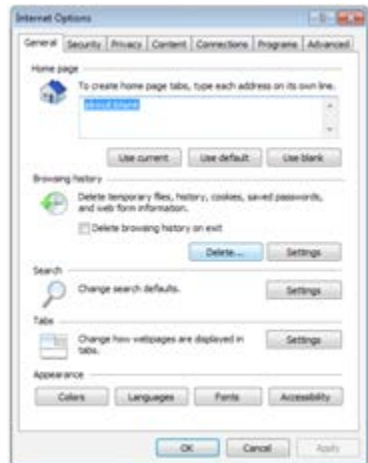 Internet Options
General Security Privacy Content Connections Programs Advanced
Home page
To create home page tabs, type each address on its own line.
about:blank
Use current Use default Use blank
Browsing history
Delete temporary files, history, cookies, saved passwords,
and web form information.
Delete browsing history on exit
Delete... Settings
Search
Change search defaults.
Settings
Tabs
Change how webpages are displayed in
tabs.
Settings
Appearance
Colors Languages Fonts Accessibility
OK Cancel Apply